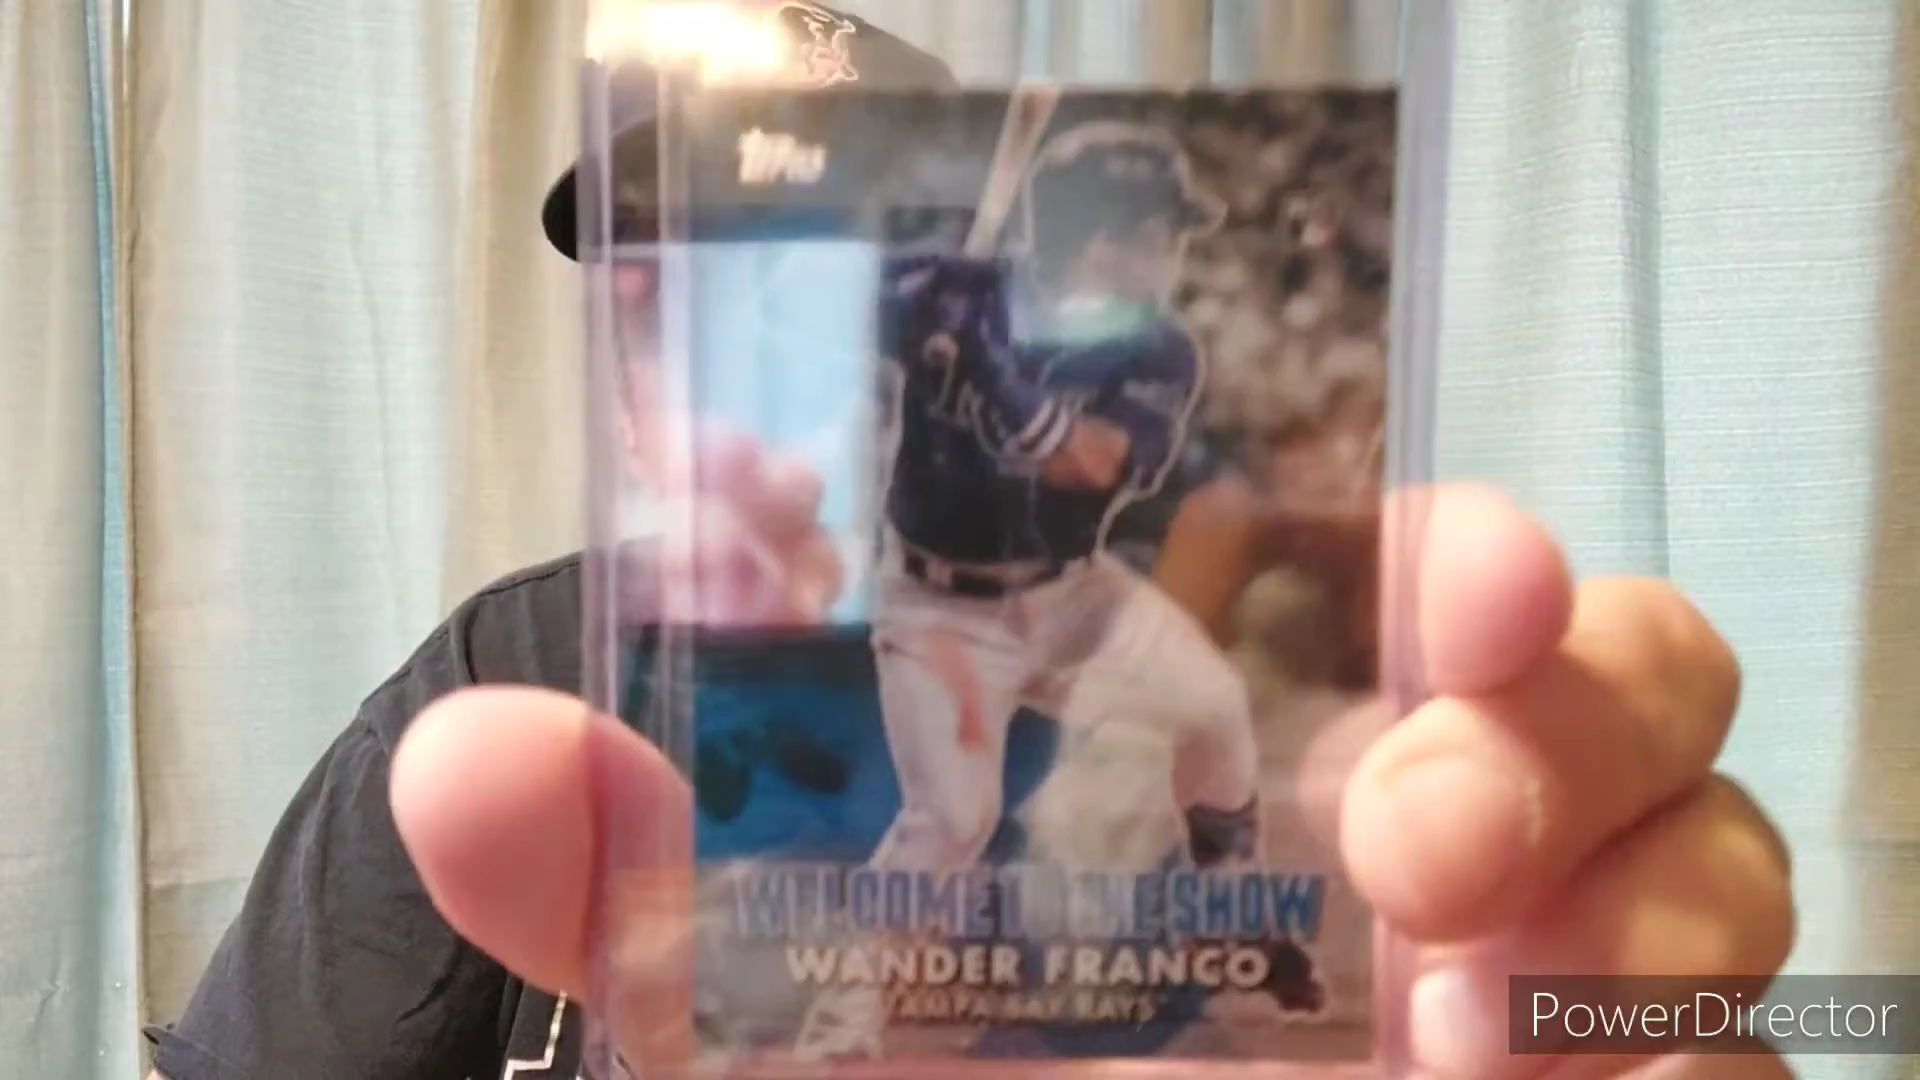 Topps
WELCOME TO THE SHOW
WANDER FRANCO
TAMPA BAY RAYS
PowerDirector